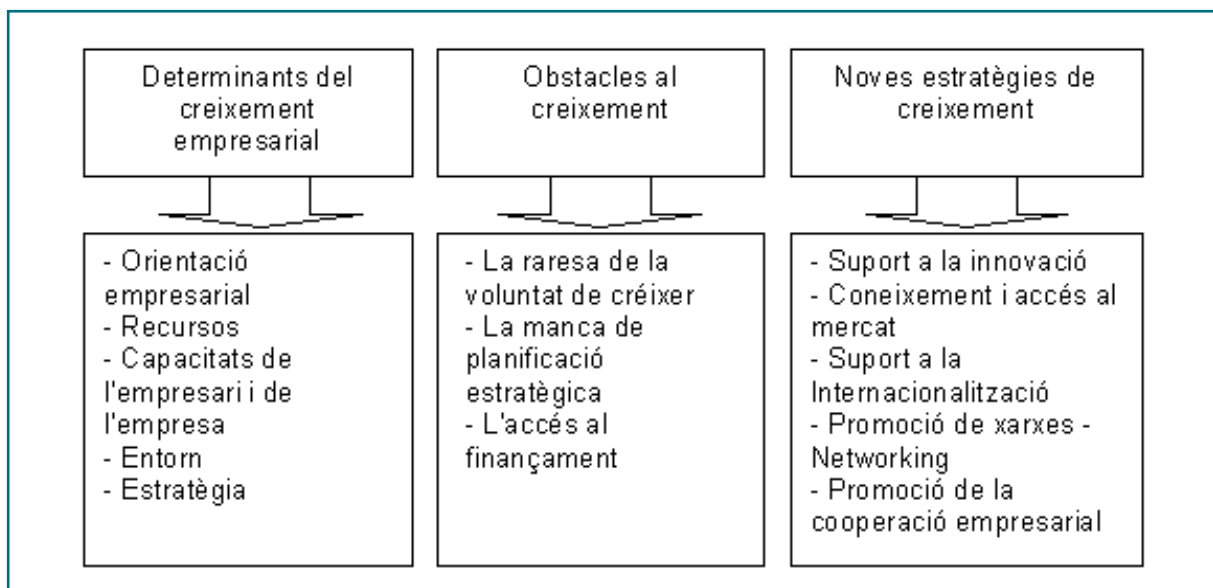 Determinants del
creixement
empresarial
- Orientació
empresarial
- Recursos
- Capacitats de
l'empresari i de
l'empresa
- Entorn
- Estratègia
Obstacles al
creixement
- La raresa de la
voluntat de créixer
- La manca de
planificació
estratègica
- L'accés al
finançament
Noves estratègies de
creixement
- Suport a la innovació
- Coneixement i accés al
mercat
- Suport a la
Internacionalització
- Promoció de xarxes -
Networking
- Promoció de la
cooperació empresarial